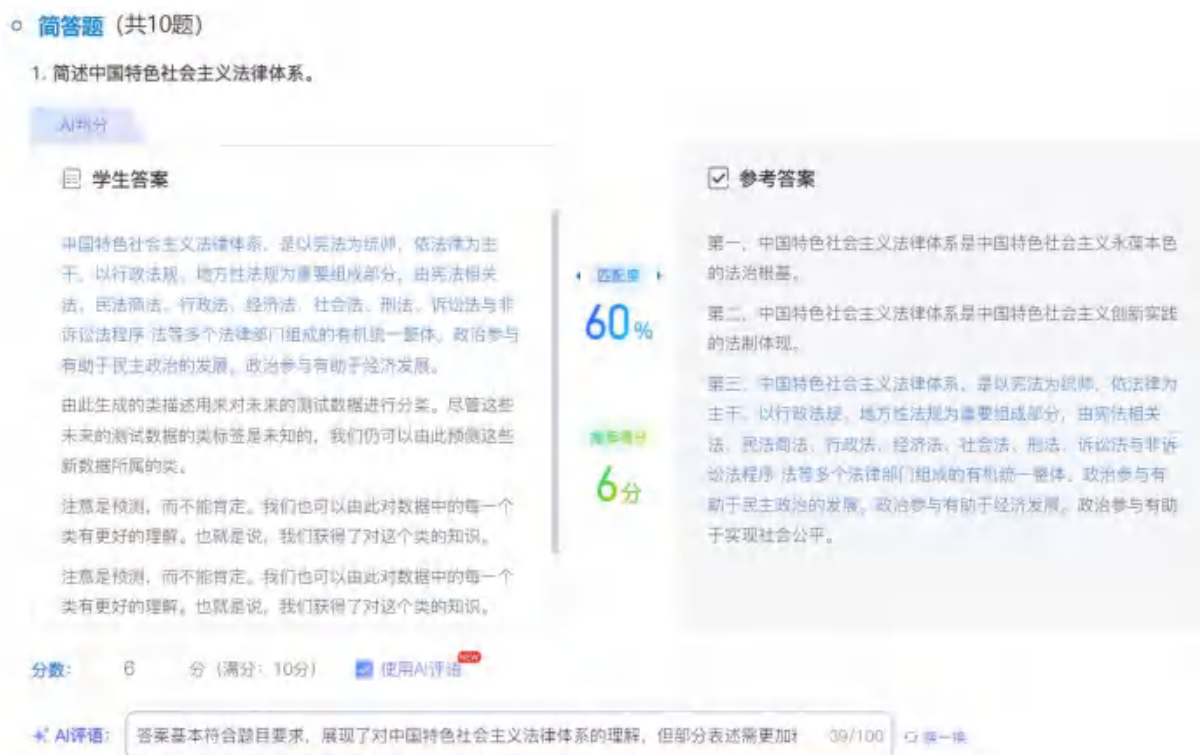 简答题 (共10题)
1. 简述中国特色社会主义法律体系。
AI判分
学生答案
中国特色社会主义法律体系，是以宪法为统帅，依法律为主
干，以行政法规，地方性法规为重要组成部分，由宪法相关
法，民法商法、行政法、经济法、社会法、刑法、诉讼法与非
诉讼法程序 法等多个法律部门组成的有机统一整体。政治参与
有助于民主政治的发展。政治参与有助于经济发展。
由此生成的类描述用来对未来的测试数据进行分类。尽管这些
未来的测试数据的类标签是未知的，我们仍可以由此预测这些
新数据所属的类。
注意是预测，而不能肯定。我们也可以由此对数据中的每一个
类有更好的理解。也就是说，我们获得了对这个类的知识。
注意是预测，而不能肯定。我们也可以由此对数据中的每一个
类有更好的理解。也就是说，我们获得了对这个类的知识。
匹配度
60%
推荐得分
6分
参考答案
第一，中国特色社会主义法律体系是中国特色社会主义永葆本色
的法治根基。
第二，中国特色社会主义法律体系是中国特色社会主义创新实践
的法制体现。
第三，中国特色社会主义法律体系，是以宪法为统帅，依法律为
主干，以行政法规，地方性法规为重要组成部分，由宪法相关
法，民法商法、行政法、经济法、社会法、刑法、诉讼法与非诉
讼法程序 法等多个法律部门组成的有机统一整体。政治参与有
助于民主政治的发展。政治参与有助于经济发展。政治参与有助
于实现社会公平。
分数： 6 分 (满分：10分) 使用AI评语 NEW
AI评语： 答案基本符合题目要求，展现了对中国特色社会主义法律体系的理解，但部分表述需更加 39/100 换一换